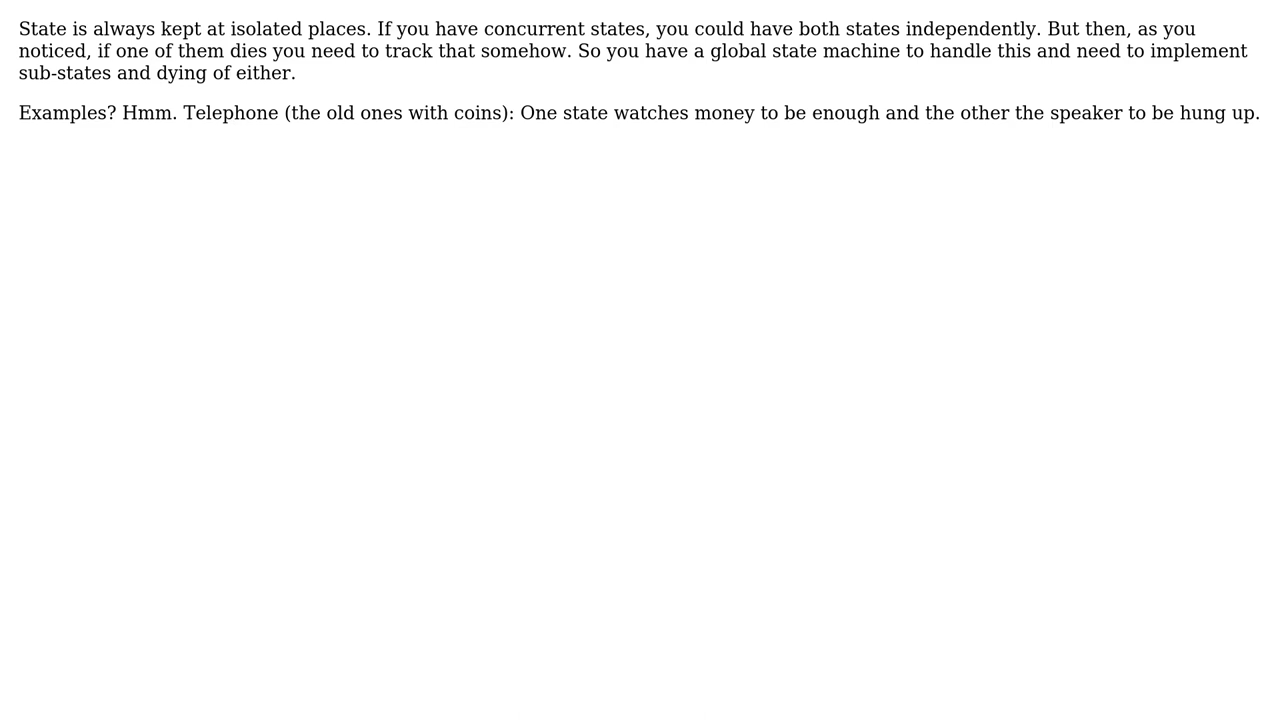 State is always kept at isolated places. If you have concurrent states, you could have both states independently. But then, as you
noticed, if one of them dies you need to track that somehow. So you have a global state machine to handle this and need to implement
sub-states and dying of either.
Examples? Hmm. Telephone (the old ones with coins): One state watches money to be enough and the other the speaker to be hung up.